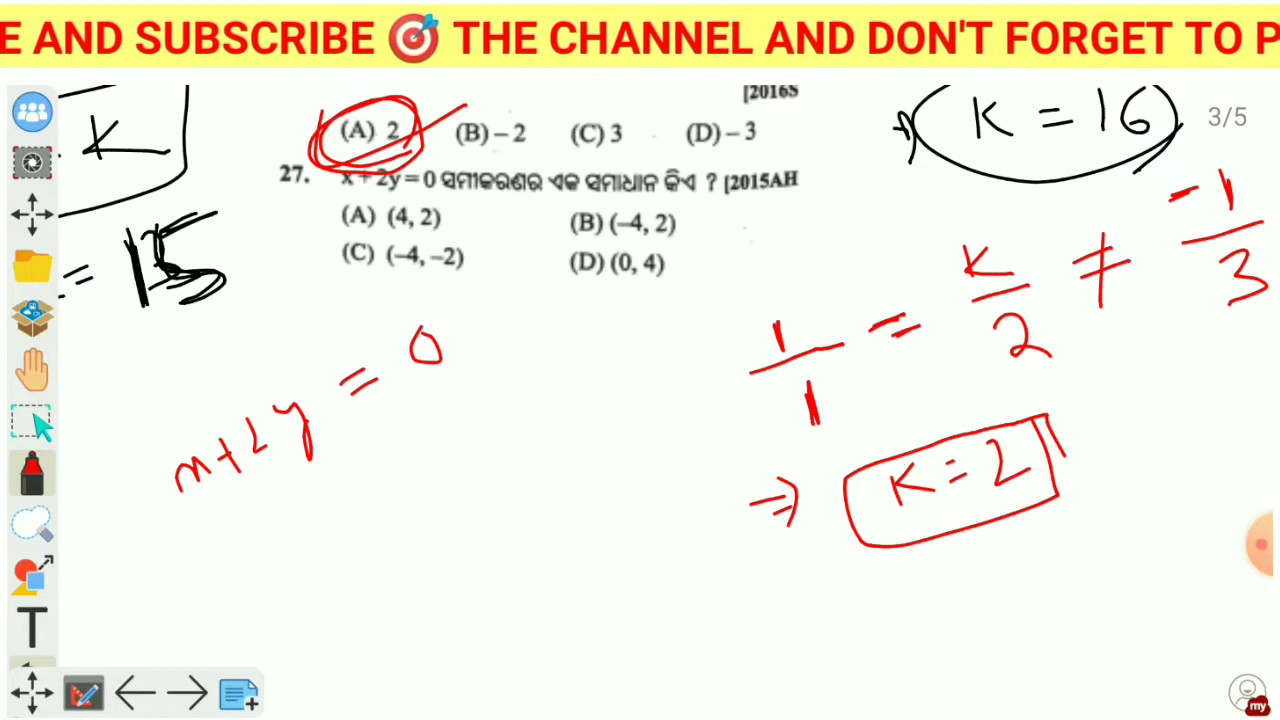 E AND SUBSCRIBE 🎯 THE CHANNEL AND DON'T FORGET TO P
[2016S
(A) 2 (B) – 2 (C) 3 (D) – 3
27. x + 2y = 0 ସମୀକରଣର ଏକ ସମାଧାନ କିଏ ? [2015AH
(A) (4, 2) (B) (–4, 2)
(C) (–4, –2) (D) (0, 4)
K
= 15
K = 16
3/5
x+2y = 0
1/1 = K/2 ≠ -1/3
⇒ K = 2
T
my